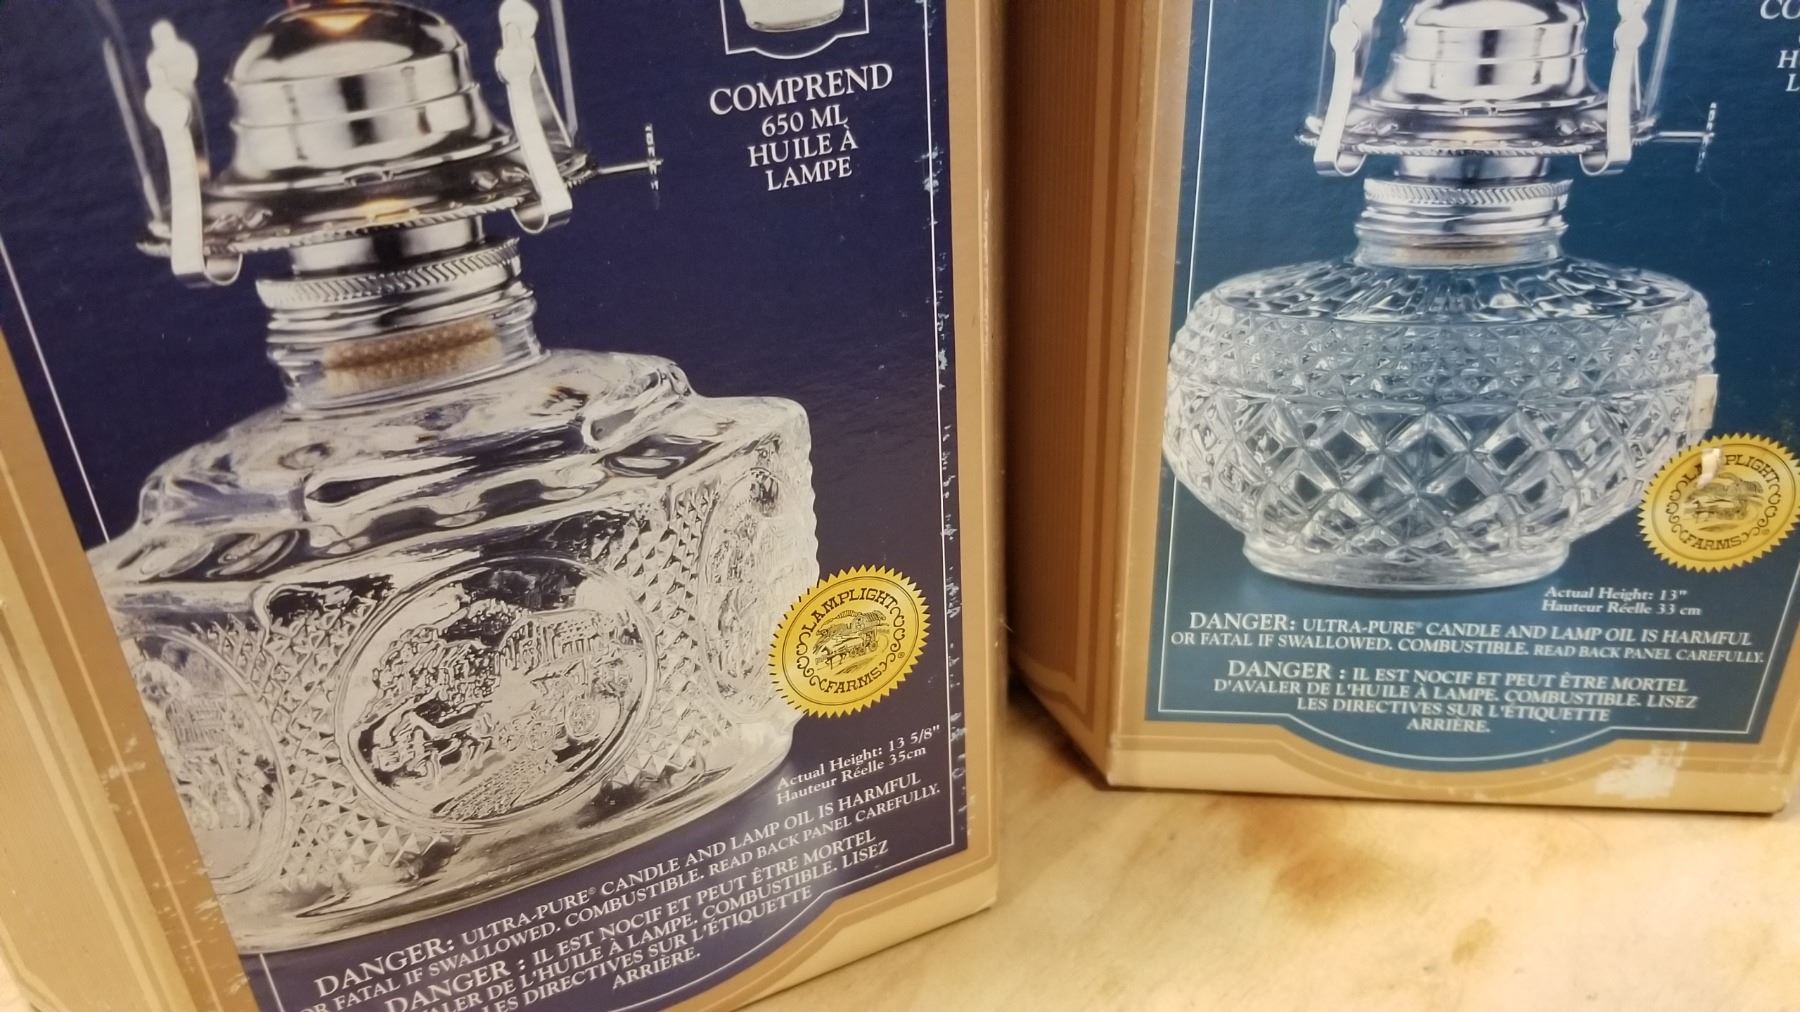 COMPREND
650 ML
HUILE À
LAMPE
LAMPLIGHT
FARMS
Actual Height: 13 5/8"
Hauteur Réelle 35cm
DANGER: ULTRA-PURE® CANDLE AND LAMP OIL IS HARMFUL
OR FATAL IF SWALLOWED. COMBUSTIBLE. READ BACK PANEL CAREFULLY.
DANGER : IL EST NOCIF ET PEUT ÊTRE MORTEL
DE L'HUILE À LAMPE. COMBUSTIBLE. LISEZ
LES DIRECTIVES SUR L'ÉTIQUETTE
ARRIÈRE.
FARMS
Actual Height: 13"
Hauteur Réelle 33 cm
DANGER: ULTRA-PURE® CANDLE AND LAMP OIL IS HARMFUL
OR FATAL IF SWALLOWED. COMBUSTIBLE. READ BACK PANEL CAREFULLY.
DANGER : IL EST NOCIF ET PEUT ÊTRE MORTEL
D'AVALER DE L'HUILE À LAMPE. COMBUSTIBLE. LISEZ
LES DIRECTIVES SUR L'ÉTIQUETTE
ARRIÈRE.